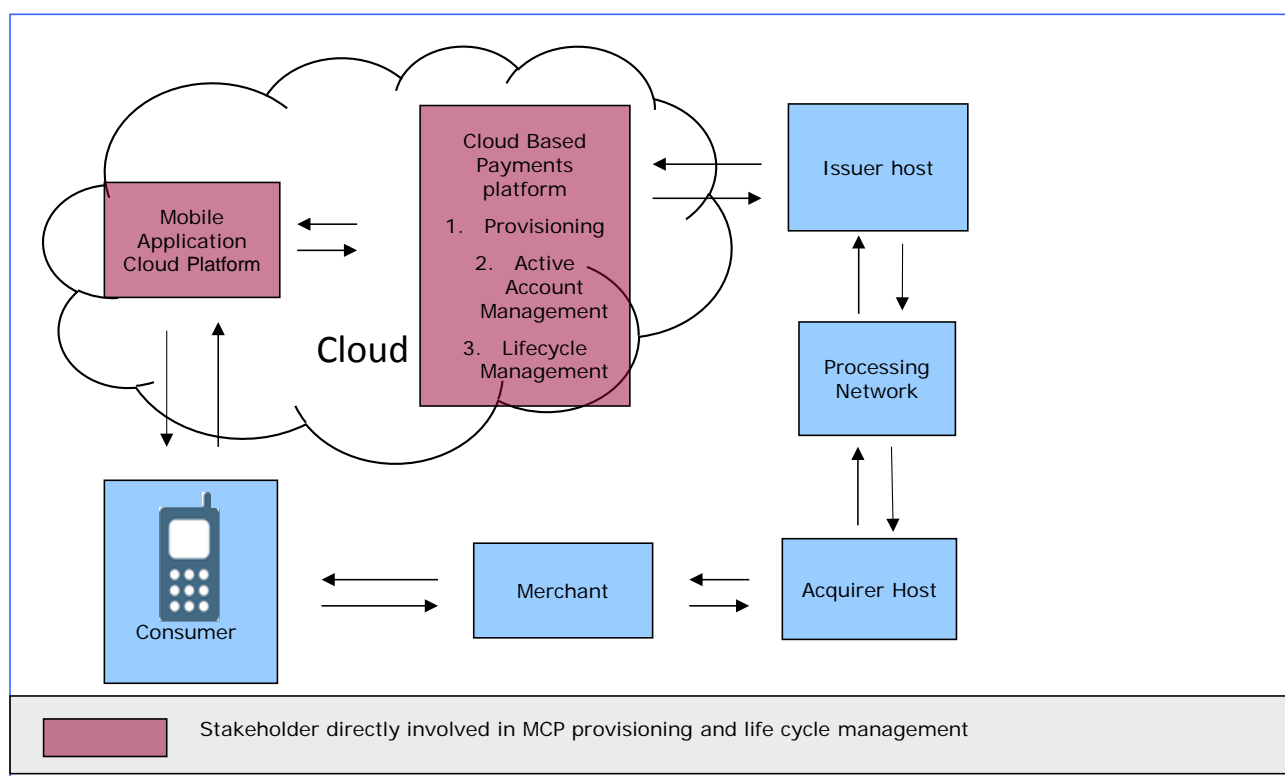 Cloud Based
Payments
platform
1. Provisioning
2. Active
Account
Management
3. Lifecycle
Management
Issuer host
Mobile
Application
Cloud Platform
Cloud
Processing
Network
Consumer
Merchant
Acquirer Host
Stakeholder directly involved in MCP provisioning and life cycle management